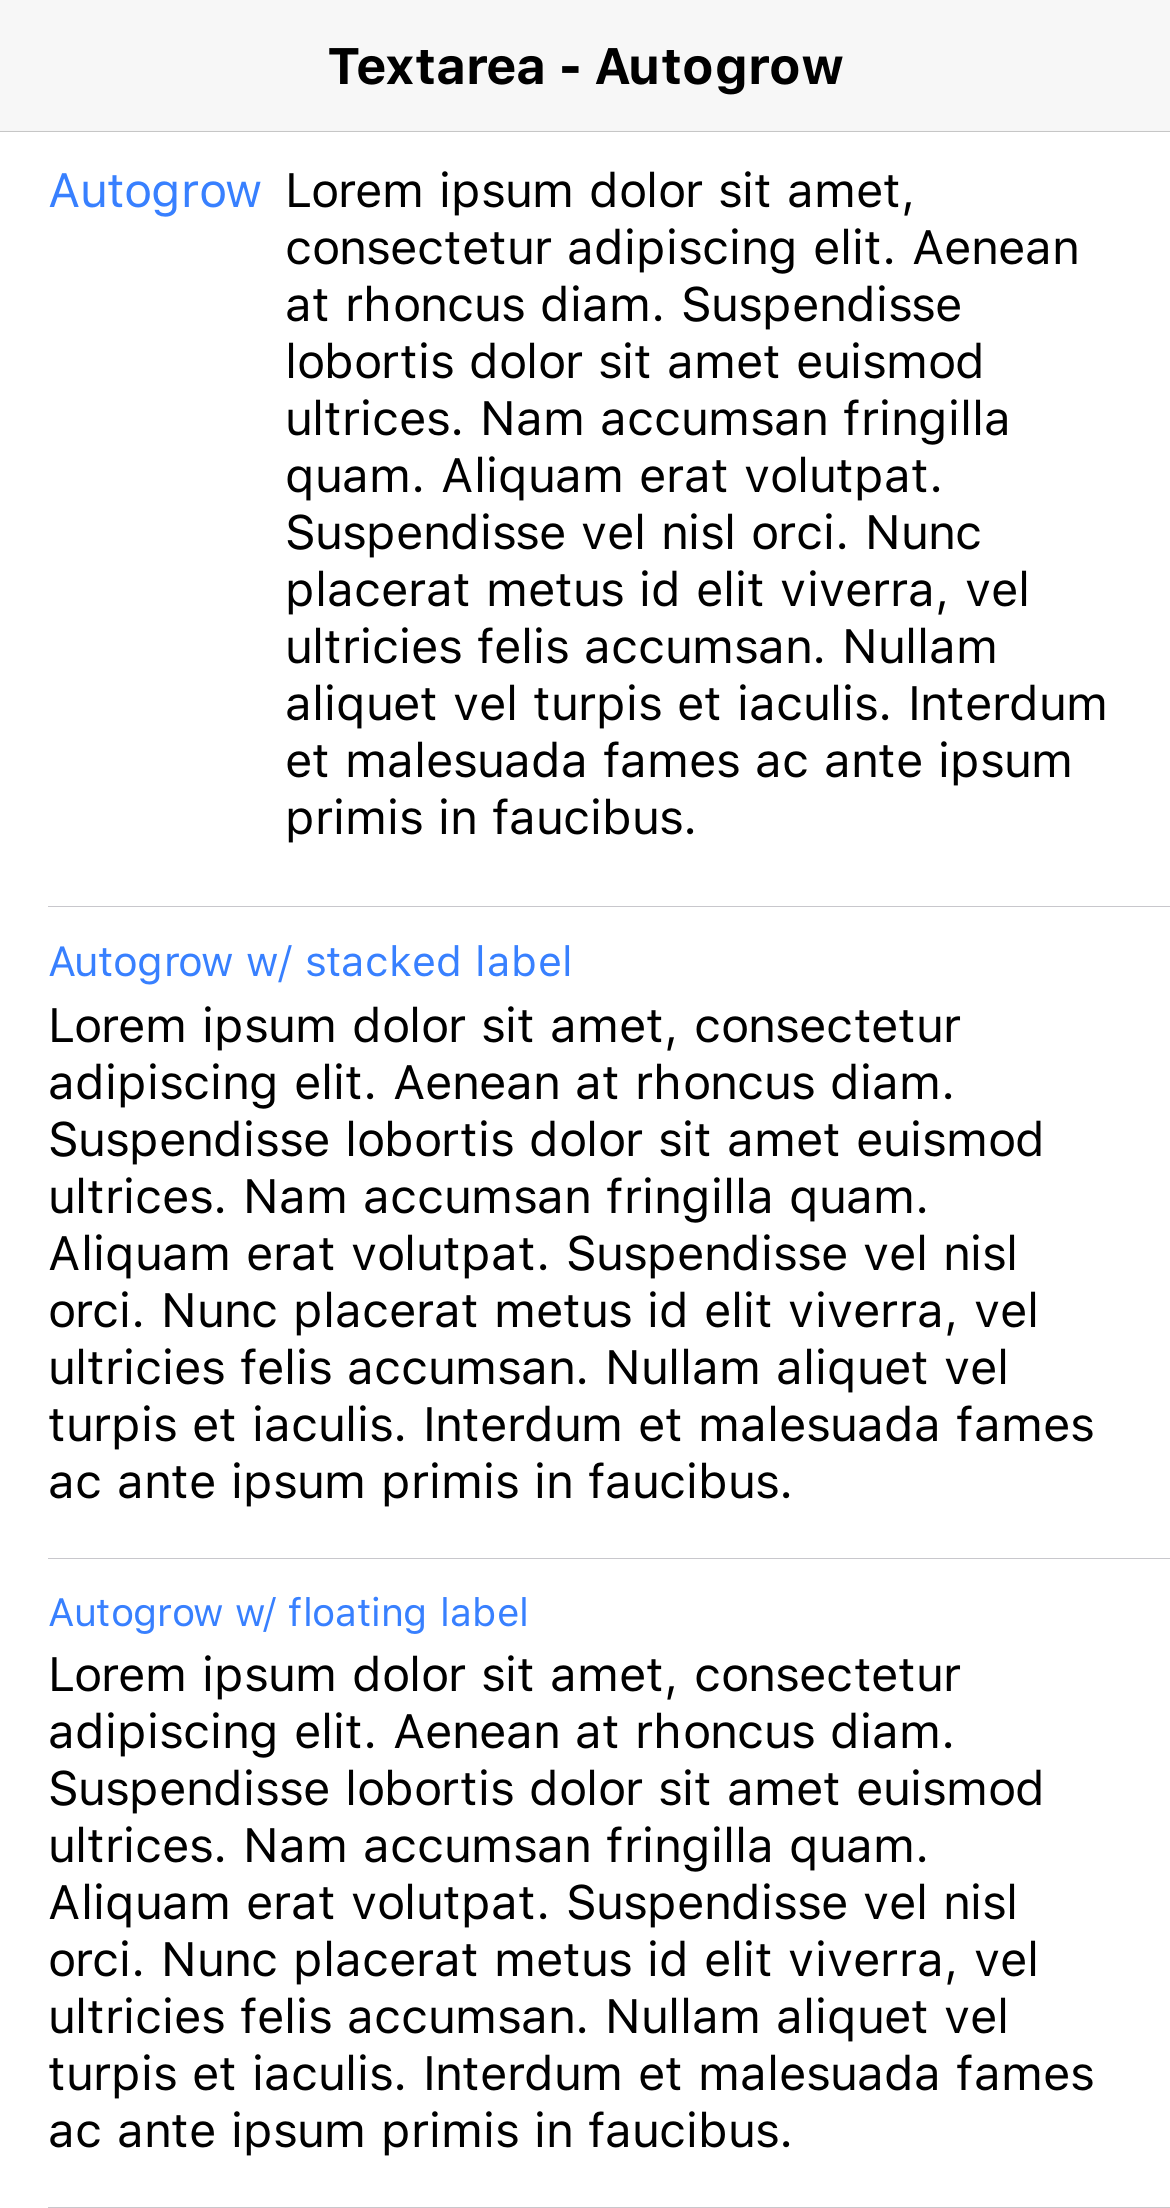 Textarea - Autogrow
Autogrow
Lorem ipsum dolor sit amet,
consectetur adipiscing elit. Aenean
at rhoncus diam. Suspendisse
lobortis dolor sit amet euismod
ultrices. Nam accumsan fringilla
quam. Aliquam erat volutpat.
Suspendisse vel nisl orci. Nunc
placerat metus id elit viverra, vel
ultricies felis accumsan. Nullam
aliquet vel turpis et iaculis. Interdum
et malesuada fames ac ante ipsum
primis in faucibus.
Autogrow w/ stacked label
Lorem ipsum dolor sit amet, consectetur
adipiscing elit. Aenean at rhoncus diam.
Suspendisse lobortis dolor sit amet euismod
ultrices. Nam accumsan fringilla quam.
Aliquam erat volutpat. Suspendisse vel nisl
orci. Nunc placerat metus id elit viverra, vel
ultricies felis accumsan. Nullam aliquet vel
turpis et iaculis. Interdum et malesuada fames
ac ante ipsum primis in faucibus.
Autogrow w/ floating label
Lorem ipsum dolor sit amet, consectetur
adipiscing elit. Aenean at rhoncus diam.
Suspendisse lobortis dolor sit amet euismod
ultrices. Nam accumsan fringilla quam.
Aliquam erat volutpat. Suspendisse vel nisl
orci. Nunc placerat metus id elit viverra, vel
ultricies felis accumsan. Nullam aliquet vel
turpis et iaculis. Interdum et malesuada fames
ac ante ipsum primis in faucibus.